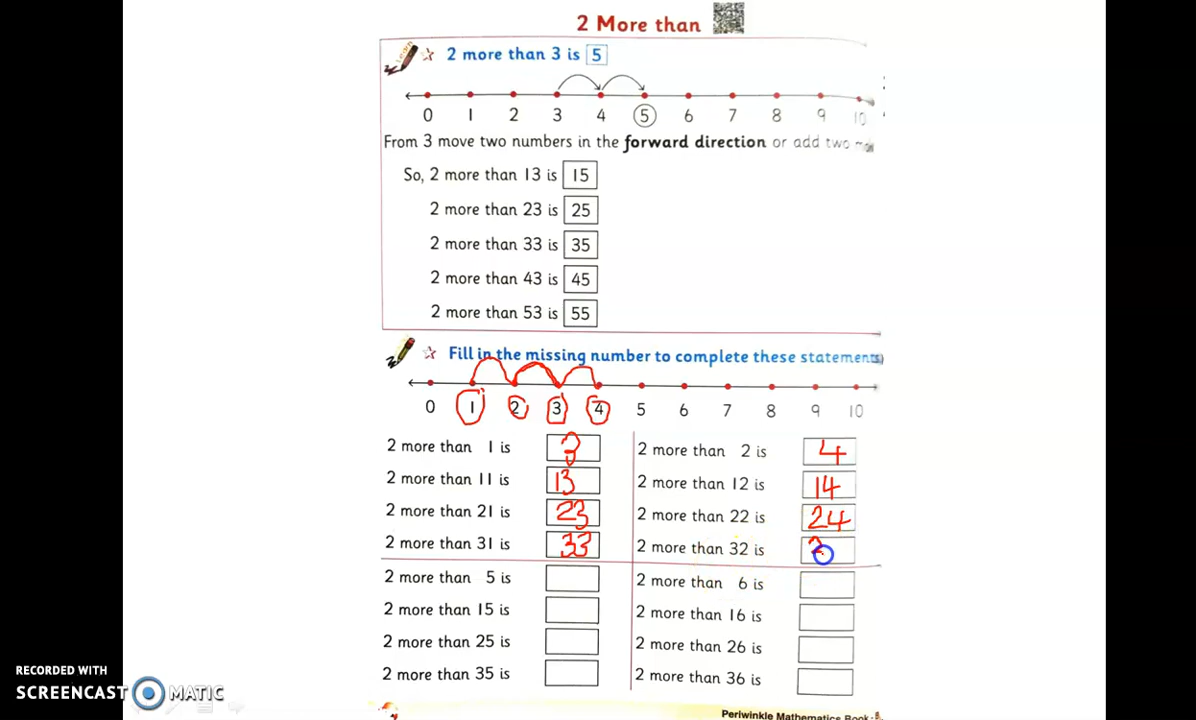 2 More than
Learn
2 more than 3 is 5
0 1 2 3 4 5 6 7 8 9 10
From 3 move two numbers in the forward direction or add two
So, 2 more than 13 is 15
2 more than 23 is 25
2 more than 33 is 35
2 more than 43 is 45
2 more than 53 is 55
Fill in the missing number to complete these statements
0 1 2 3 4 5 6 7 8 9 10
2 more than 1 is 3
2 more than 2 is 4
2 more than 11 is 13
2 more than 12 is 14
2 more than 21 is 23
2 more than 22 is 24
2 more than 31 is 33
2 more than 32 is
2 more than 5 is
2 more than 6 is
2 more than 15 is
2 more than 16 is
2 more than 25 is
2 more than 26 is
2 more than 35 is
2 more than 36 is
Periwinkle Mathematics Book
RECORDED WITH
SCREENCAST MATIC